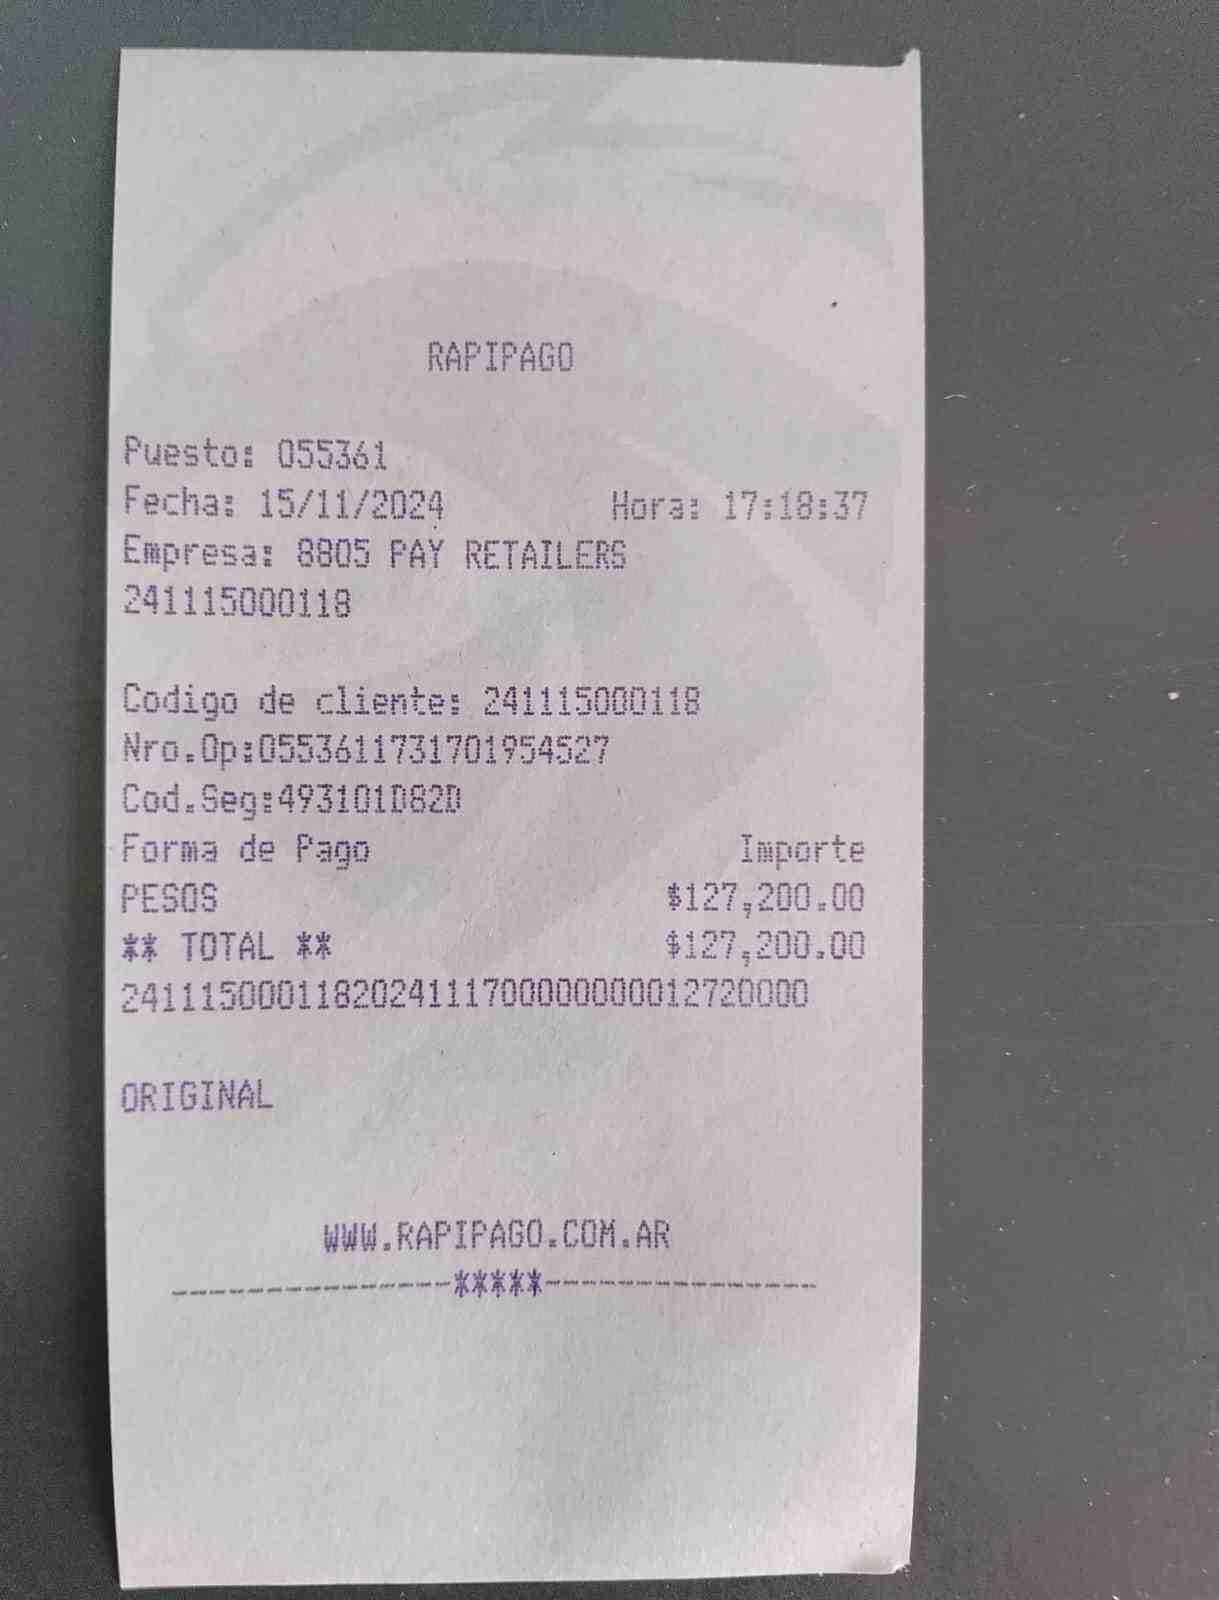 RAPIPAGO
Puesto: 055361
Fecha: 15/11/2024 Hora: 17:18:37
Empresa: 8805 PAY RETAILERS
241115000118
Codigo de cliente: 241115000118
Nro.Op:0553611731701954527
Cod.Seg:493101D82D
Forma de Pago Importe
PESOS $127,200.00
** TOTAL ** $127,200.00
241115000118202411170000000012720000
ORIGINAL
WWW.RAPIPAGO.COM.AR
-----------------------*****----------------------